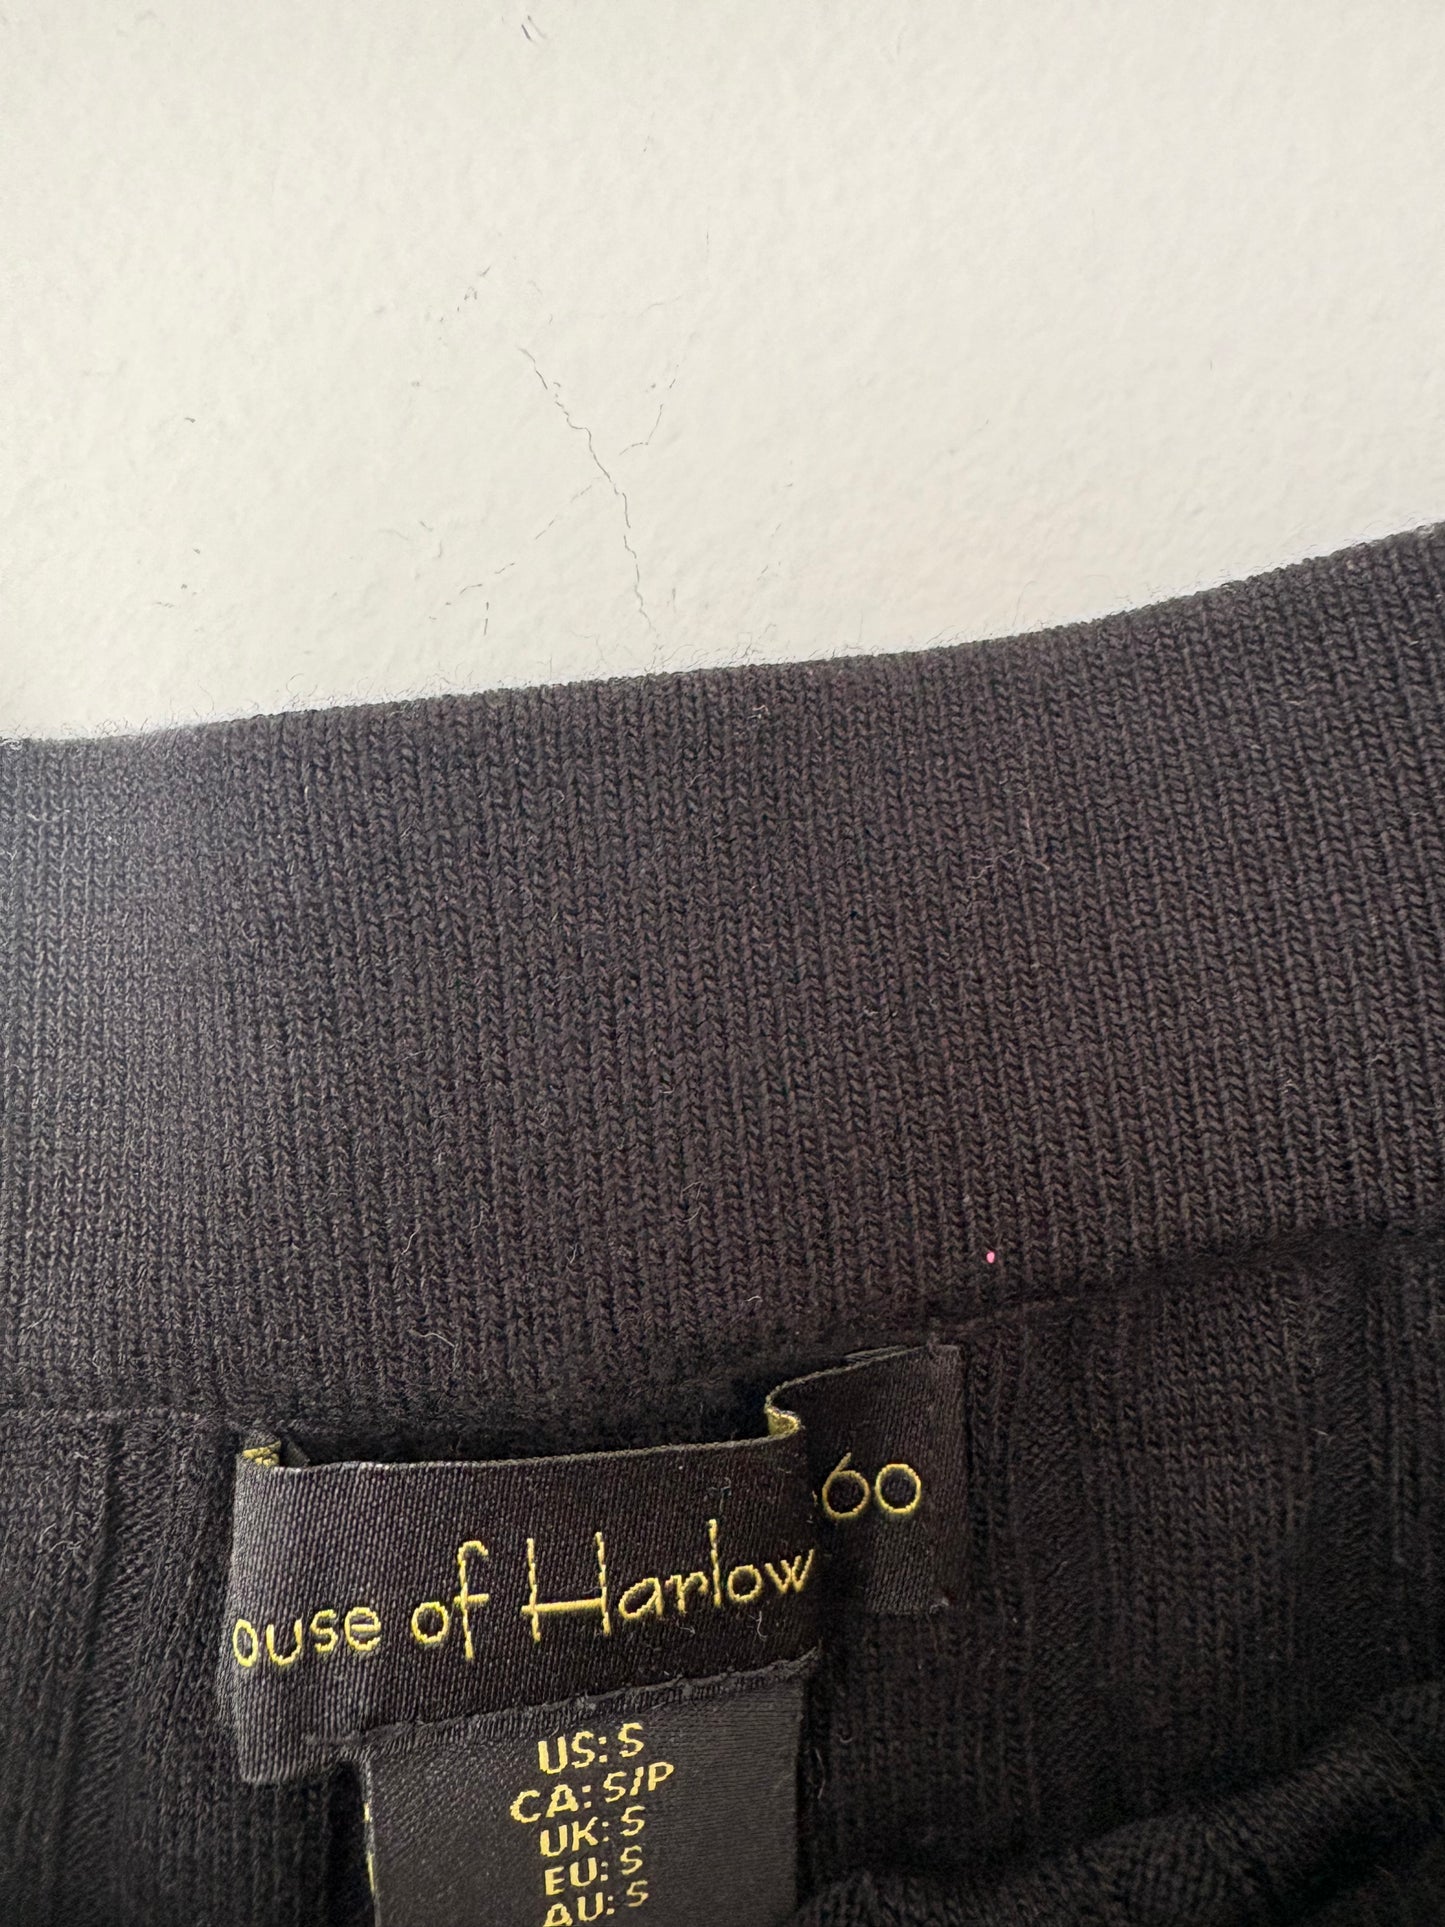 ouse of Harlow
60
US: S
CA: S/P
UK: S
EU: S
AU: S